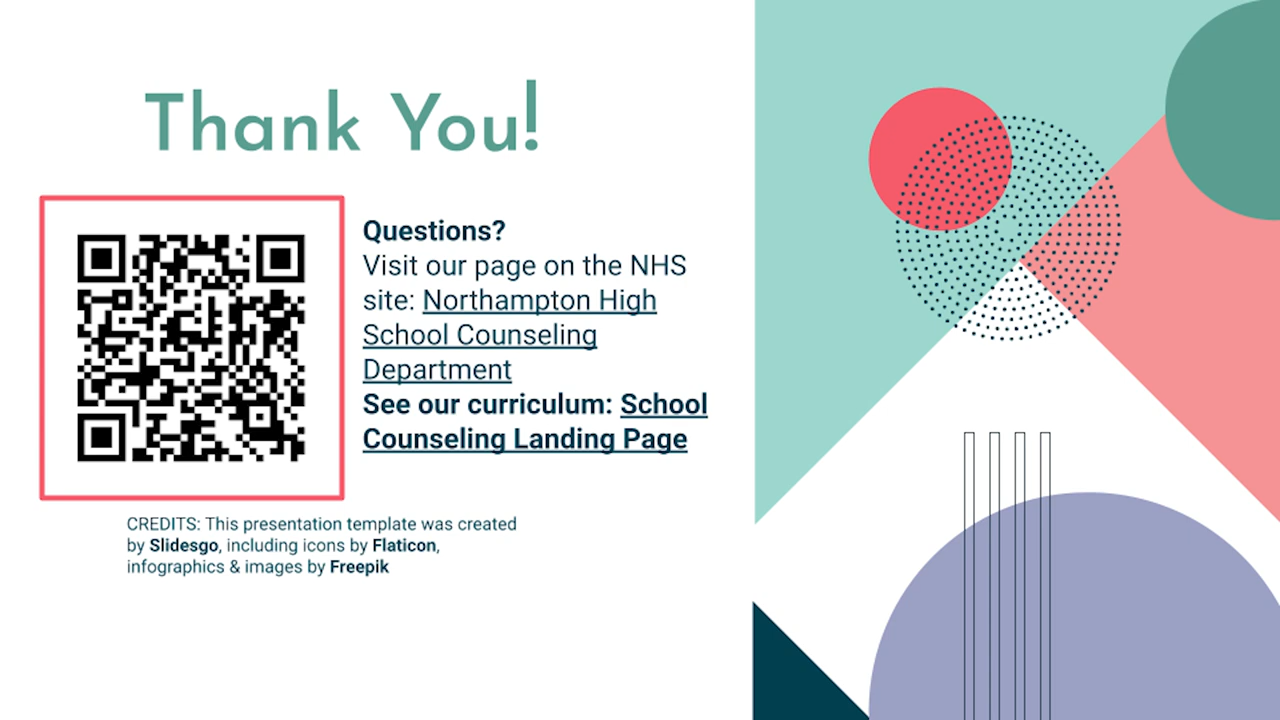 Thank You!
Questions?
Visit our page on the NHS
site: Northampton High
School Counseling
Department
See our curriculum: School
Counseling Landing Page
CREDITS: This presentation template was created
by Slidesgo, including icons by Flaticon,
infographics & images by Freepik